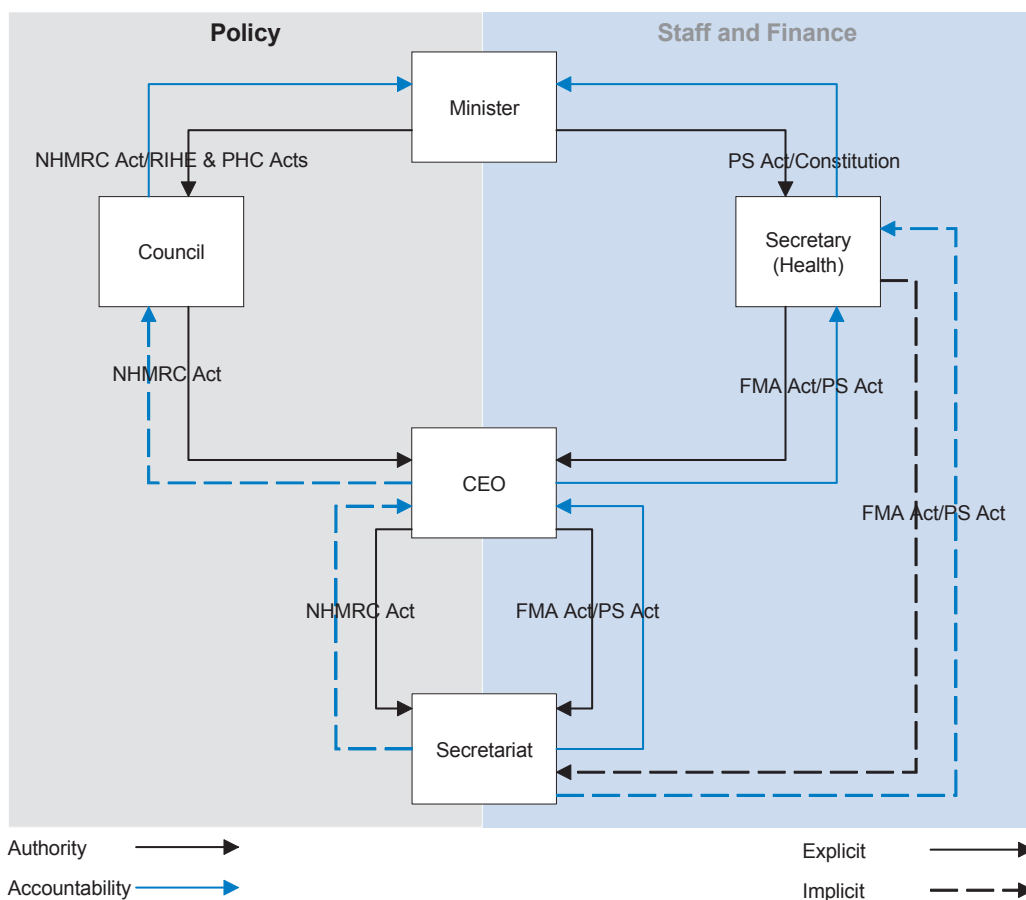 Policy
Staff and Finance
Minister
NHMRC Act/RIHE & PHC Acts
PS Act/Constitution
Council
Secretary
(Health)
NHMRC Act
FMA Act/PS Act
CEO
FMA Act/PS Act
NHMRC Act
FMA Act/PS Act
Secretariat
Authority
Explicit
Accountability
Implicit